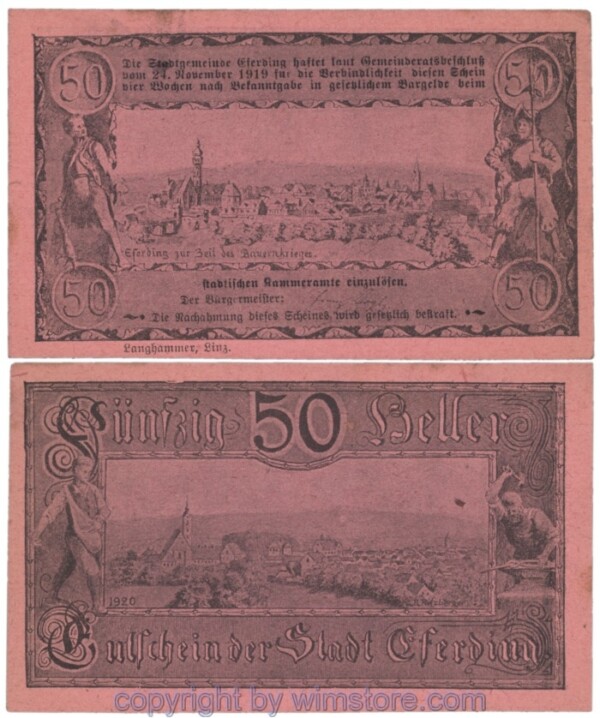 50
50
Die Stadtgemeinde Eferding haftet laut Gemeinderatsbeschluß
vom 24. November 1919 für die Verbindlichkeit diesen Schein
vier Wochen nach Bekanntgabe in gesetzlichem Bargelde beim
Eferding zur Zeit des Bauernkrieges.
städtischen Kammeramte einzulösen.
Der Bürgermeister:
50
50
Die Nachahmung dieses Scheines wird gesetzlich bestraft.
Langhammer, Linz.
Fünfzig 50 Heller
1920
Gutschein der Stadt Eferding
copyright by wimstore.com